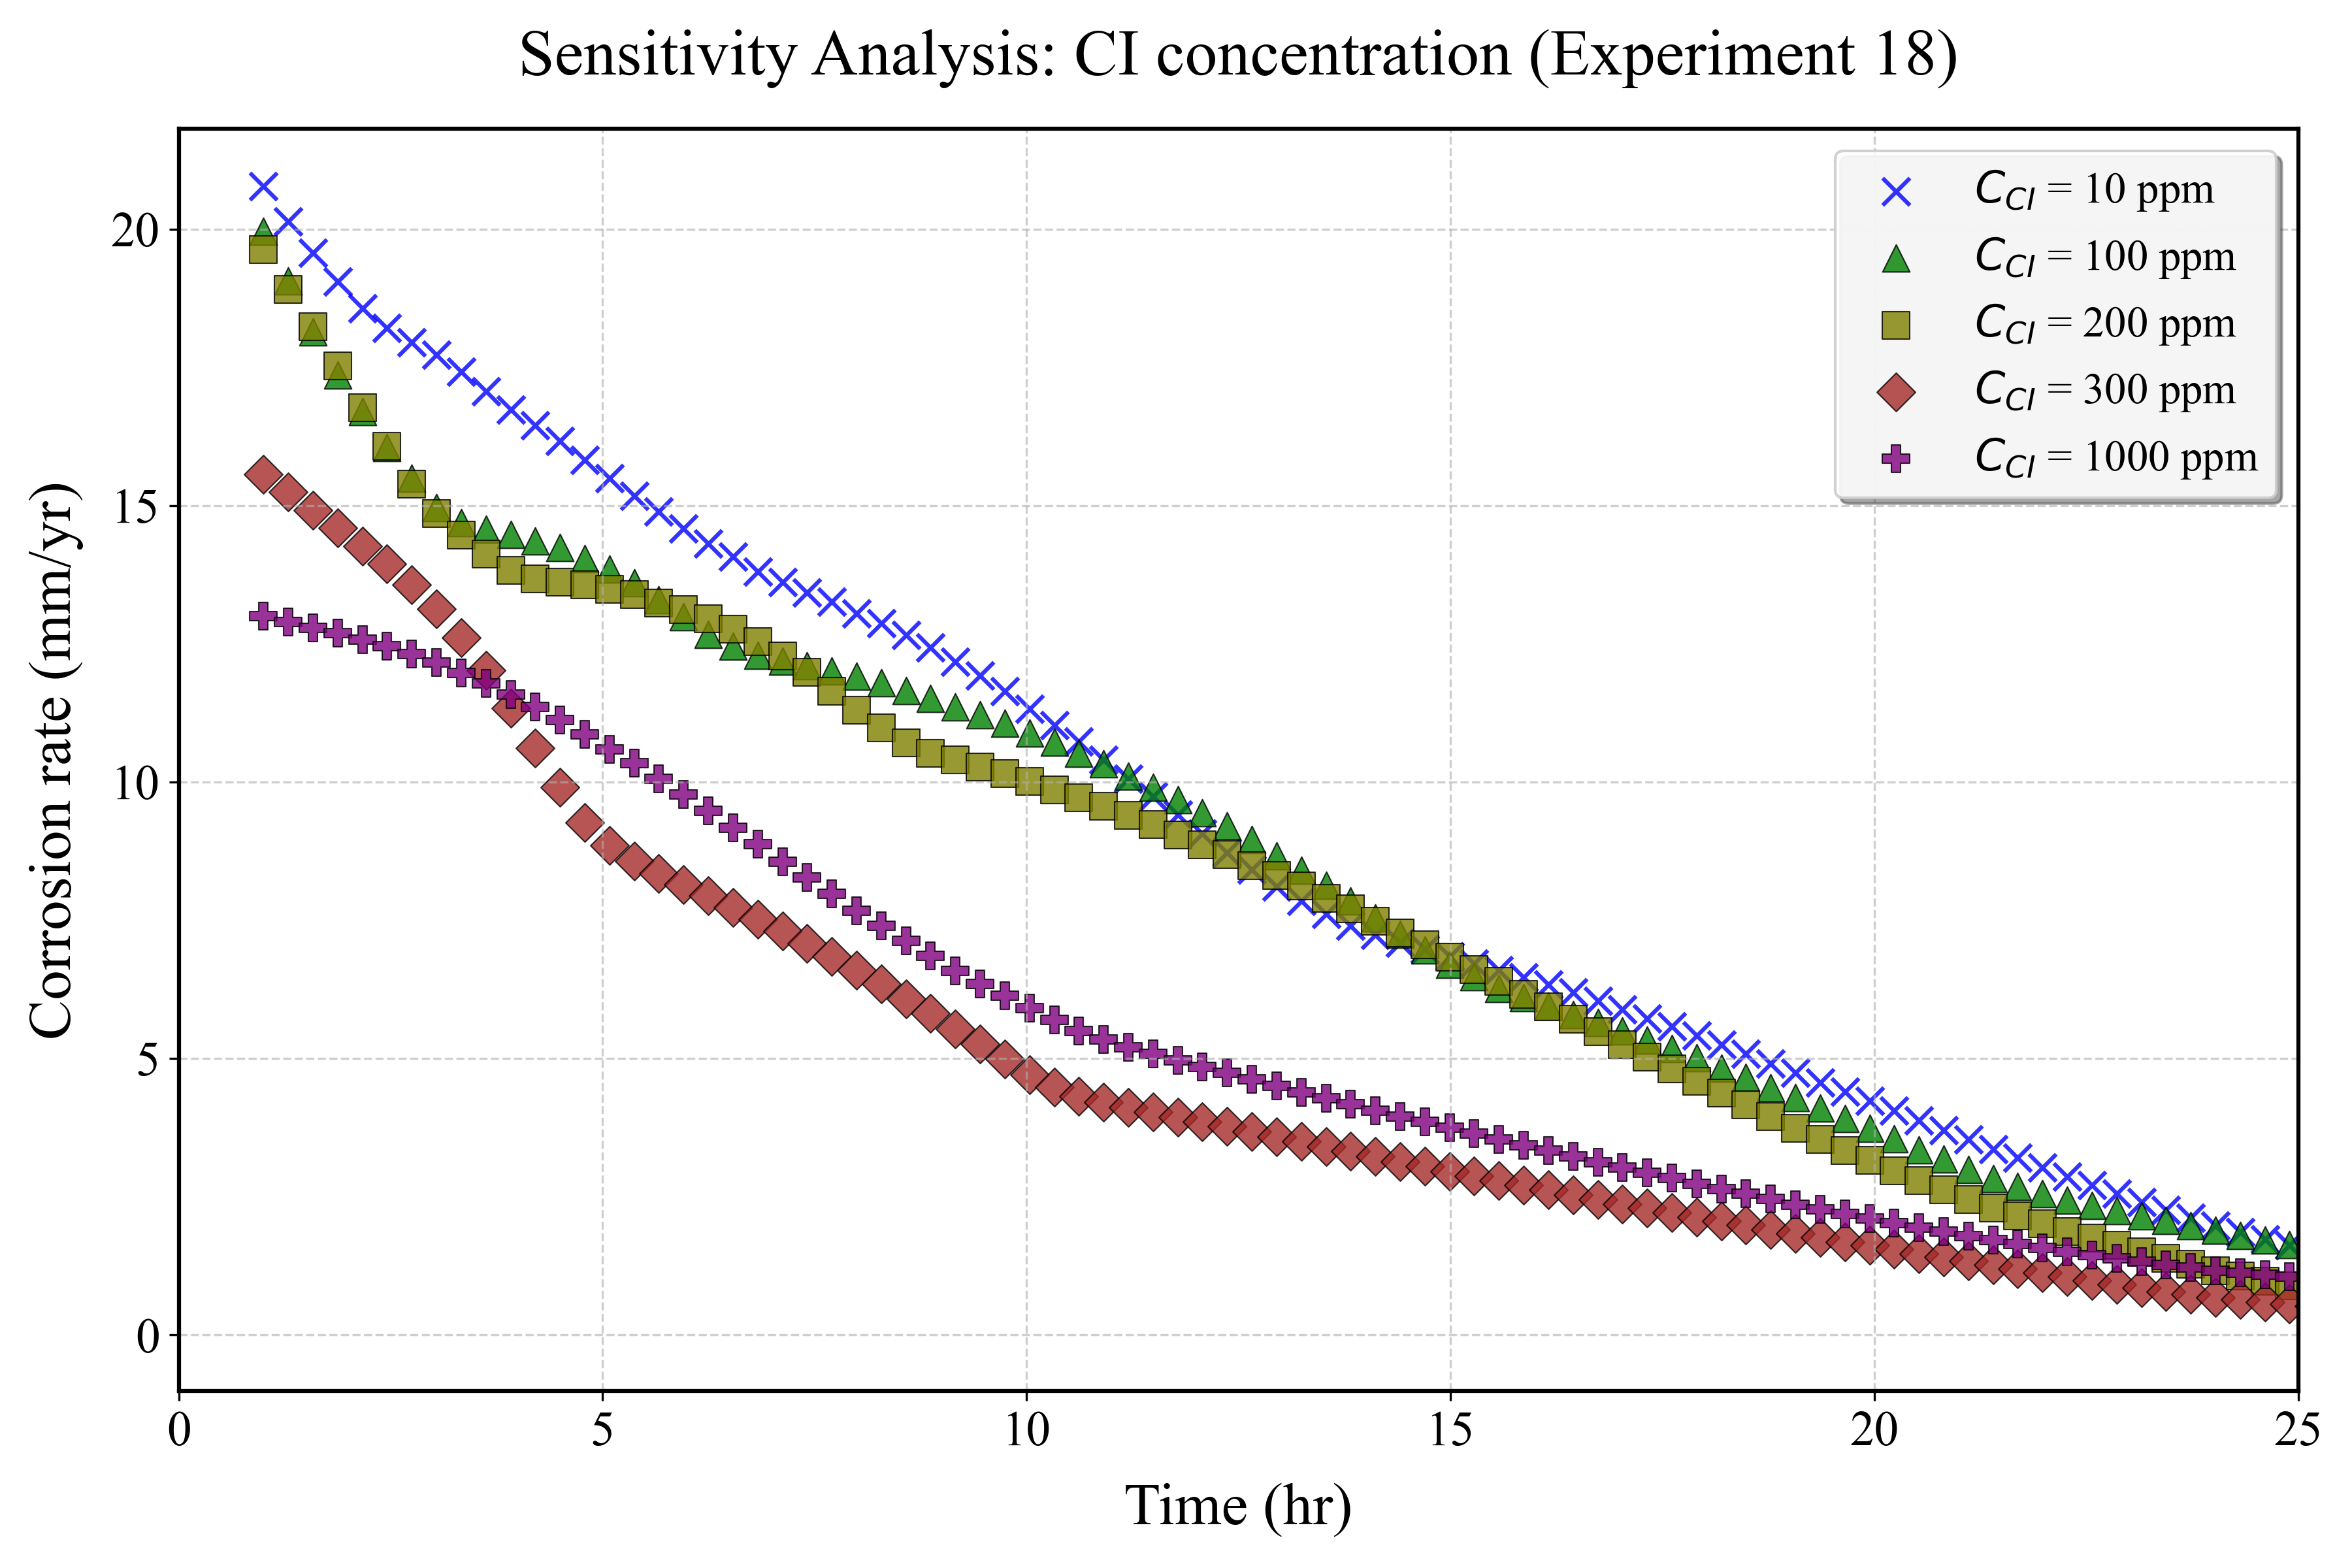 Sensitivity Analysis: CI concentration (Experiment 18)
C_CI = 10 ppm
C_CI = 100 ppm
C_CI = 200 ppm
C_CI = 300 ppm
C_CI = 1000 ppm
Corrosion rate (mm/yr)
20
15
10
5
0
0 5 10 15 20 25
Time (hr)